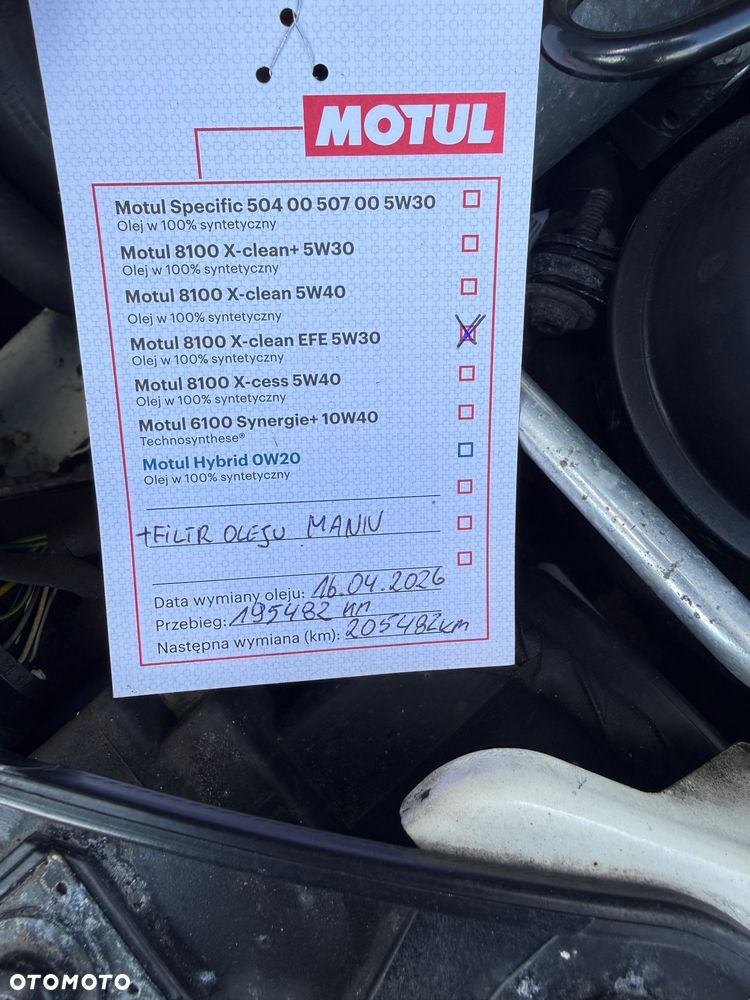 MOTUL
Motul Specific 504 00 507 00 5W30
Olej w 100% syntetyczny
Motul 8100 X-clean+ 5W30
Olej w 100% syntetyczny
Motul 8100 X-clean 5W40
Olej w 100% syntetyczny
Motul 8100 X-clean EFE 5W30
Olej w 100% syntetyczny
Motul 8100 X-cess 5W40
Olej w 100% syntetyczny
Motul 6100 Synergie+ 10W40
Technosynthese®
Motul Hybrid 0W20
Olej w 100% syntetyczny
+FILTR OLEJU MANN
Data wymiany oleju: 16.04.2026
Przebieg: 195482 km
Następna wymiana (km): 205482km
OTOMOTO